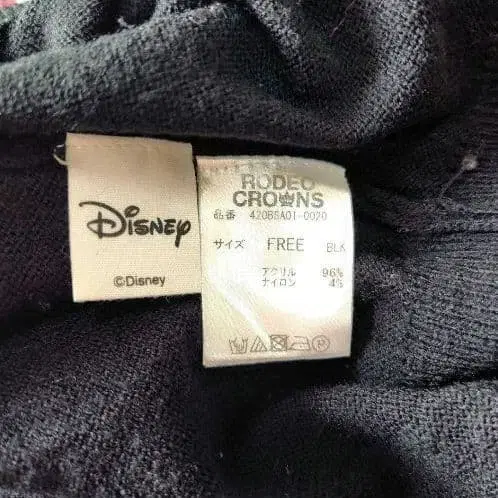 Disney
©Disney
RODEO
CROWNS
品番 420BSA01-0020
サイズ FREE BLK
アクリル 96%
ナイロン 4%